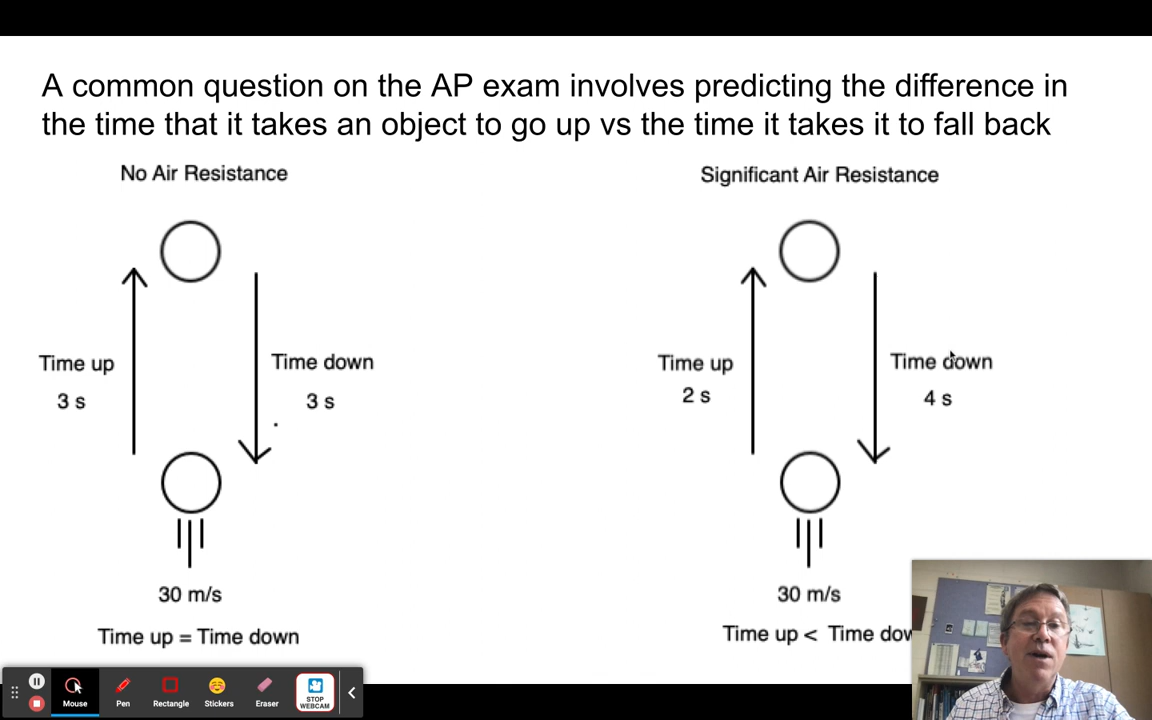 A common question on the AP exam involves predicting the difference in
the time that it takes an object to go up vs the time it takes it to fall back
No Air Resistance
Significant Air Resistance
Time up
3 s
Time down
3 s
Time up
2 s
Time down
4 s
30 m/s
30 m/s
Time up = Time down
Time up < Time dow
Mouse
Pen
Rectangle
Stickers
Eraser
STOP
WEBCAM